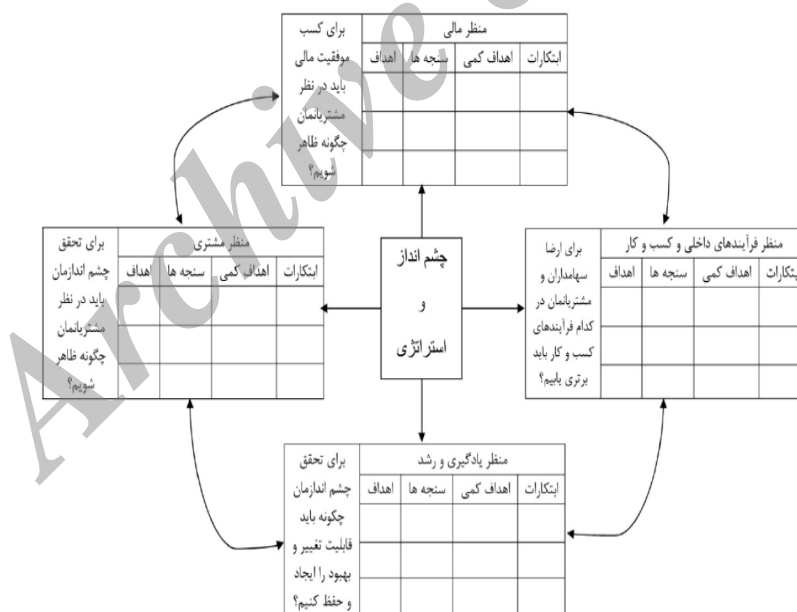 منظر مالی
اهداف سنجه ها اهداف کمی ابتکارات
برای کسب
موفقیت مالی
باید در نظر
مشتریانمان
چگونه ظاهر
شویم؟
منظر مشتری
اهداف سنجه ها اهداف کمی ابتکارات
برای تحقق
چشم اندازمان
باید در نظر
مشتریانمان
چگونه ظاهر
شویم؟
چشم انداز
و
استراتژی
منظر فرآیندهای داخلی و کسب و کار
اهداف سنجه ها اهداف کمی ابتکارات
برای ارضا
سهامداران و
مشتریانمان در
کدام فرآیندهای
کسب و کار باید
برتری یابیم؟
منظر یادگیری و رشد
اهداف سنجه ها اهداف کمی ابتکارات
برای تحقق
چشم اندازمان
چگونه باید
قابلیت تغییر و
بهبود را ایجاد
و حفظ کنیم؟
Archive